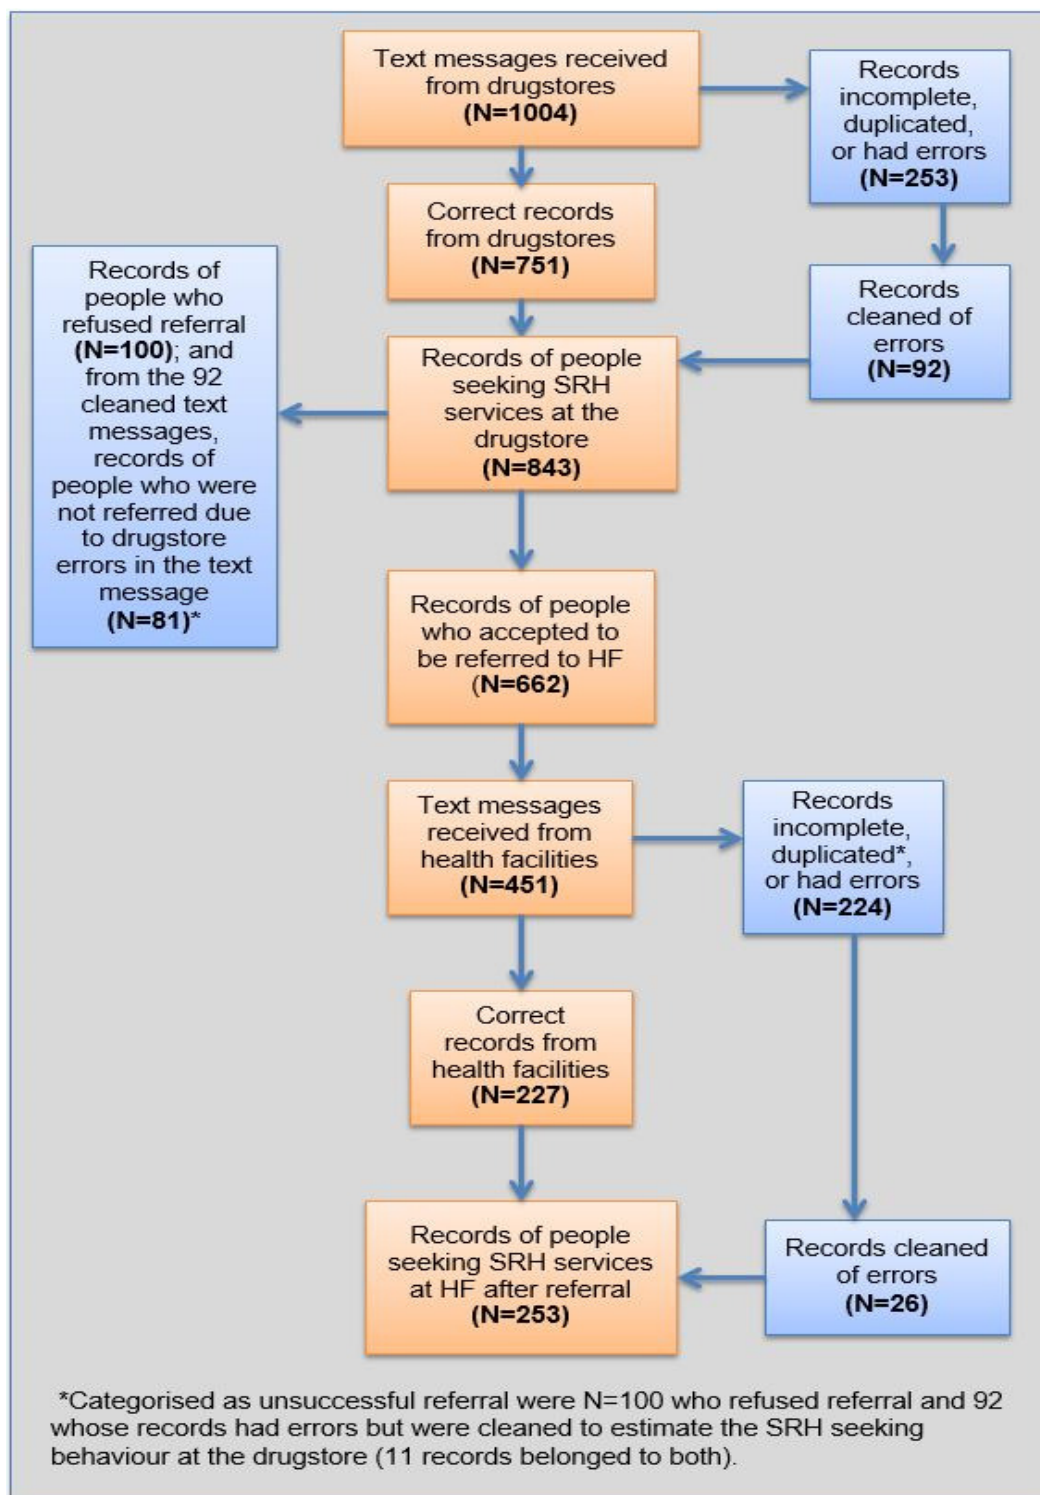 Text messages received
from drugstores
(N=1004)
Records
incomplete,
duplicated,
or had errors
(N=253)
Correct records
from drugstores
(N=751)
Records of
people who
refused referral
(N=100); and
from the 92
cleaned text
messages,
records of
people who were
not referred due
to drugstore
errors in the text
message
(N=81)*
Records
cleaned of
errors
(N=92)
Records of people
seeking SRH
services at the
drugstore
(N=843)
Records of people
who accepted to
be referred to HF
(N=662)
Text messages
received from
health facilities
(N=451)
Records
incomplete,
duplicated*,
or had errors
(N=224)
Correct
records from
health facilities
(N=227)
Records of people
seeking SRH services
at HF after referral
(N=253)
Records cleaned
of errors
(N=26)
*Categorised as unsuccessful referral were N=100 who refused referral and 92
whose records had errors but were cleaned to estimate the SRH seeking
behaviour at the drugstore (11 records belonged to both).